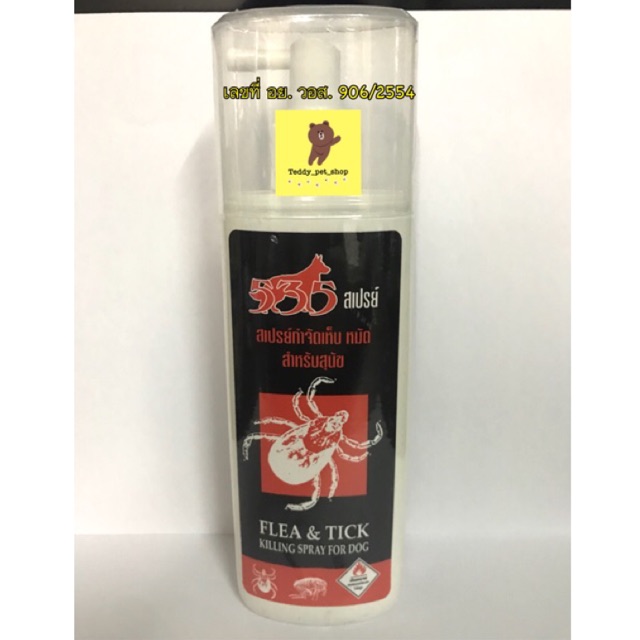 เลขที่ อย. วอส. 906/2554
Teddy_pet_shop
535 สเปรย์
สเปรย์กำจัดเห็บ หมัด
สำหรับสุนัข
FLEA & TICK
KILLING SPRAY FOR DOG